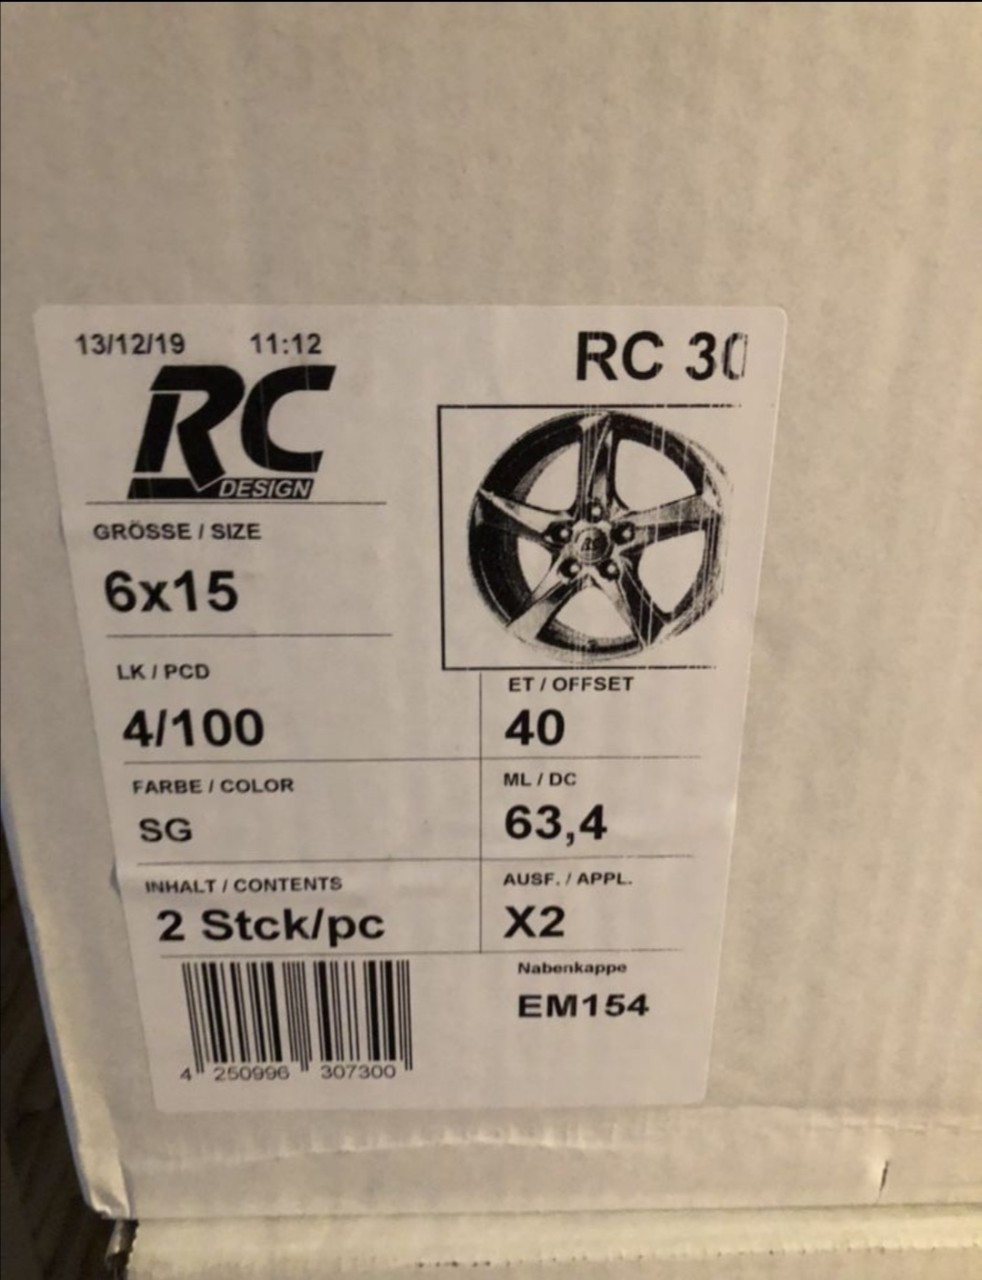 13/12/19 11:12
RC 30
RC
DESIGN
GRÖSSE / SIZE
6x15
LK / PCD
4/100
ET / OFFSET
40
FARBE / COLOR
SG
ML / DC
63,4
INHALT / CONTENTS
2 Stck/pc
AUSF. / APPL.
X2
Nabenkappe
EM154
4 250996 307300